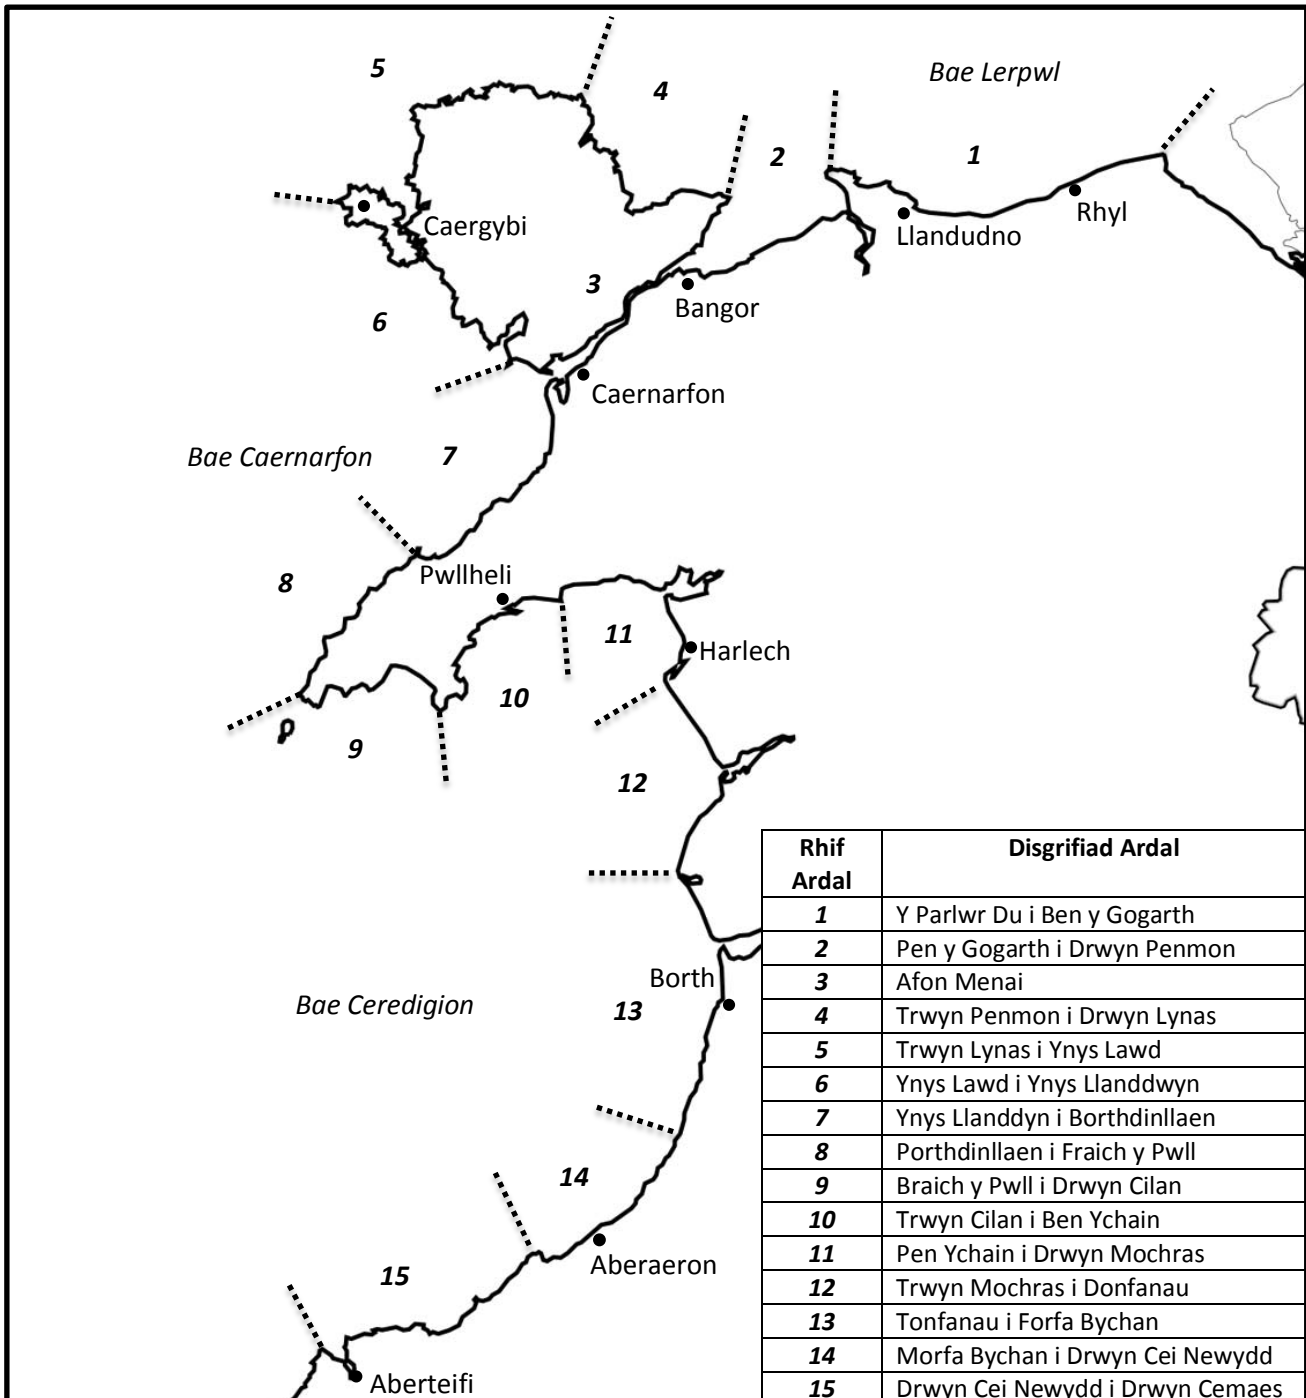 5
4
Bae Lerpwl
2
1
Rhyl
Caergybi
Llandudno
3
Bangor
6
Caernarfon
Bae Caernarfon
7
8
Pwllheli
11
Harlech
10
9
12
Borth
Bae Ceredigion
13
14
Aberaeron
15
Aberteifi
Rhif Disgrifiad Ardal
Ardal
1 Y Parlwr Du i Ben y Gogarth
2 Pen y Gogarth i Drwyn Penmon
3 Afon Menai
4 Trwyn Penmon i Drwyn Lynas
5 Trwyn Lynas i Ynys Lawd
6 Ynys Lawd i Ynys Llanddwyn
7 Ynys Llanddyn i Borthdinllaen
8 Porthdinllaen i Fraich y Pwll
9 Braich y Pwll i Drwyn Cilan
10 Trwyn Cilan i Ben Ychain
11 Pen Ychain i Drwyn Mochras
12 Trwyn Mochras i Donfanau
13 Tonfanau i Forfa Bychan
14 Morfa Bychan i Drwyn Cei Newydd
15 Drwyn Cei Newydd i Drwyn Cemaes